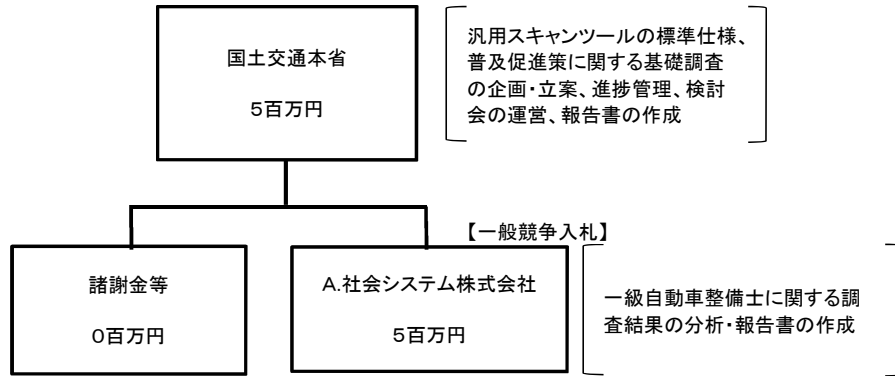 国土交通本省
5百万円
汎用スキャンツールの標準仕様、
普及促進策に関する基礎調査
の企画・立案、進捗管理、検討
会の運営、報告書の作成
【一般競争入札】
諸謝金等
0百万円
A.社会システム株式会社
5百万円
一級自動車整備士に関する調
査結果の分析・報告書の作成